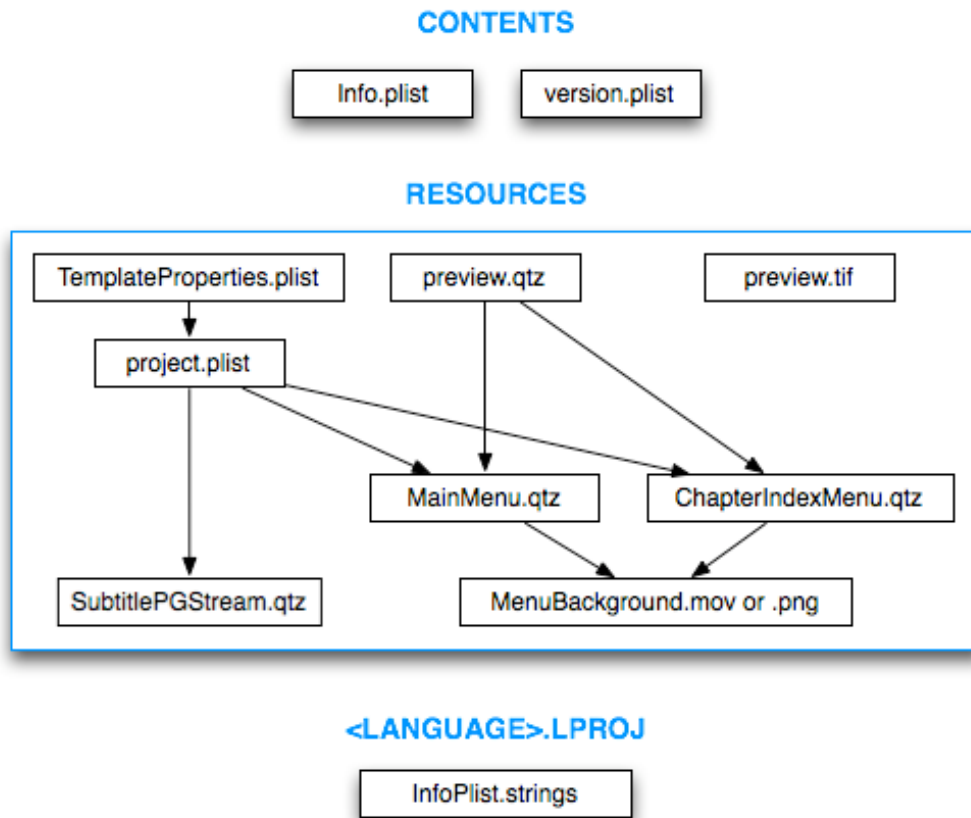 CONTENTS
Info.plist
version.plist
RESOURCES
TemplateProperties.plist
preview.qtz
preview.tif
project.plist
MainMenu.qtz
ChapterIndexMenu.qtz
SubtitlePGStream.qtz
MenuBackground.mov or .png
<LANGUAGE>.LPROJ
InfoPlist.strings